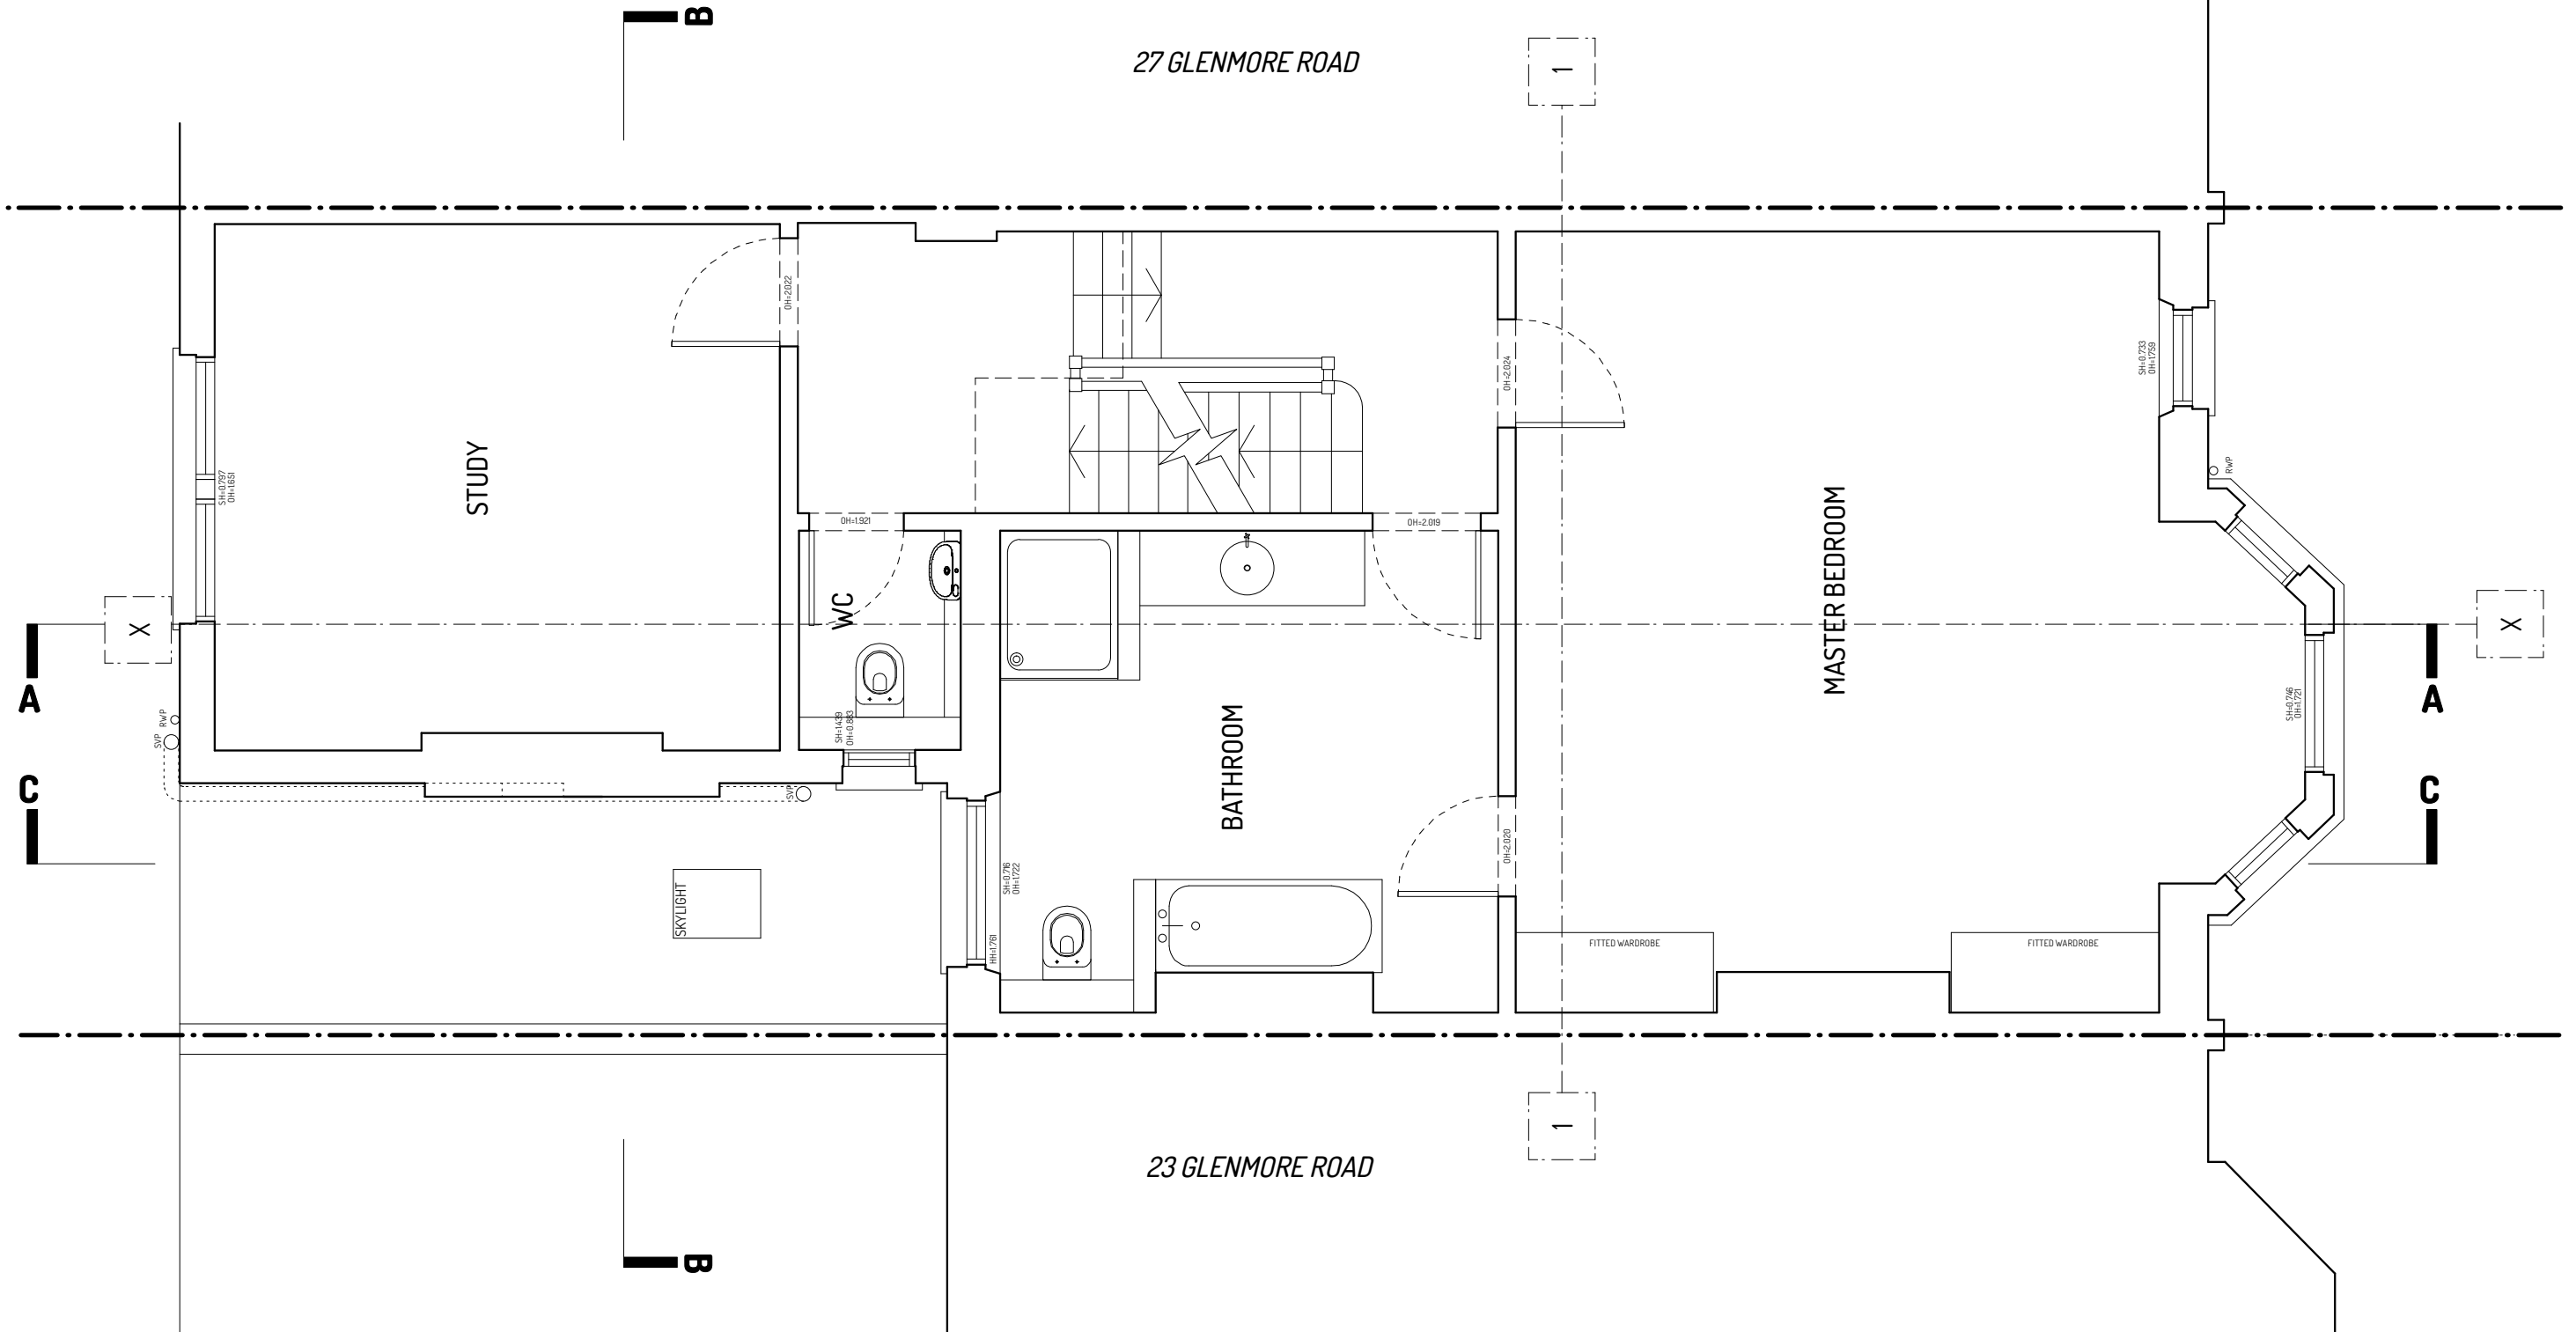 B
27 GLENMORE ROAD
1
OH=2.022
OH=2.024
SH=0.733
OH=1.759
STUDY
SH=0.797
OH=1.651
RWP
OH=1.921
OH=2.019
MASTER BEDROOM
WC
X
X
A
A
RWP
SVP
SH=1.439
OH=0.883
SH=0.746
OH=1.721
BATHROOM
C
C
SVP
OH=2.020
SH=0.716
OH=1.722
SKYLIGHT
HH=1.761
FITTED WARDROBE
FITTED WARDROBE
1
23 GLENMORE ROAD
B